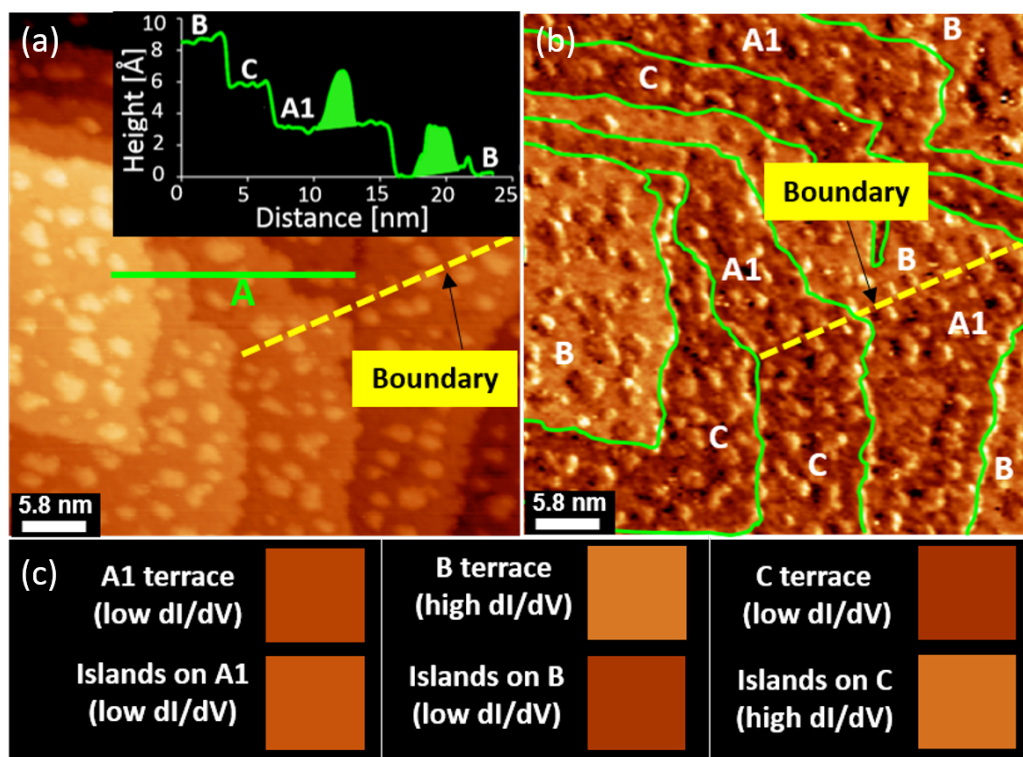 (a)
Height [Å]
10
8
6
4
2
0
B
C
A1
B
0
5
10
15
20
25
Distance [nm]
A
Boundary
5.8 nm
(b)
A1
B
C
Boundary
B
A1
A1
B
C
C
B
5.8 nm
(c)
A1 terrace
(low dI/dV)
Islands on A1
(low dI/dV)
B terrace
(high dI/dV)
Islands on B
(low dI/dV)
C terrace
(low dI/dV)
Islands on C
(high dI/dV)